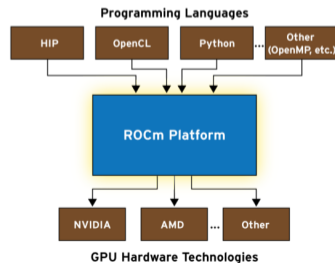 Programming Languages
HIP
OpenCL
Python
...
Other
(OpenMP, etc.)
ROCm Platform
NVIDIA
AMD
...
Other
GPU Hardware Technologies